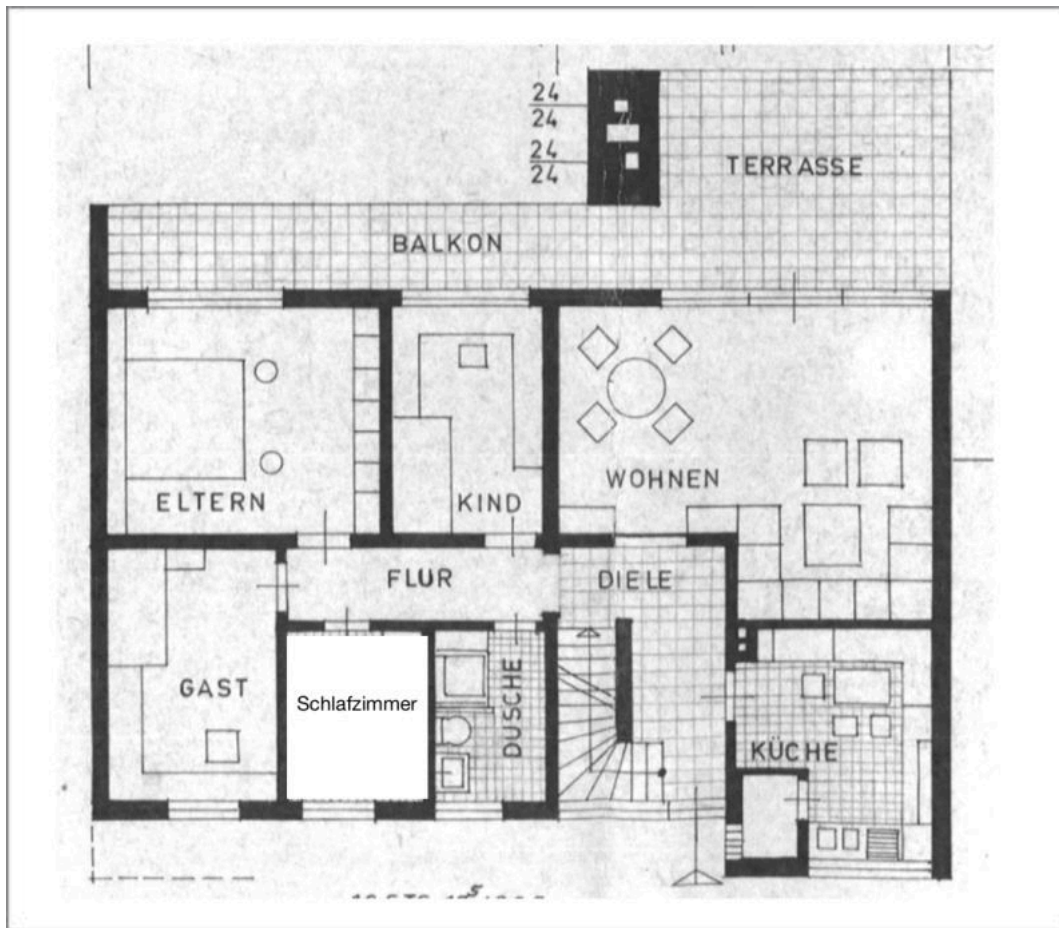 24
24
24
24
TERRASSE
BALKON
ELTERN
KIND
WOHNEN
FLUR
DIELE
GAST
Schlafzimmer
DUSCHE
KÜCHE